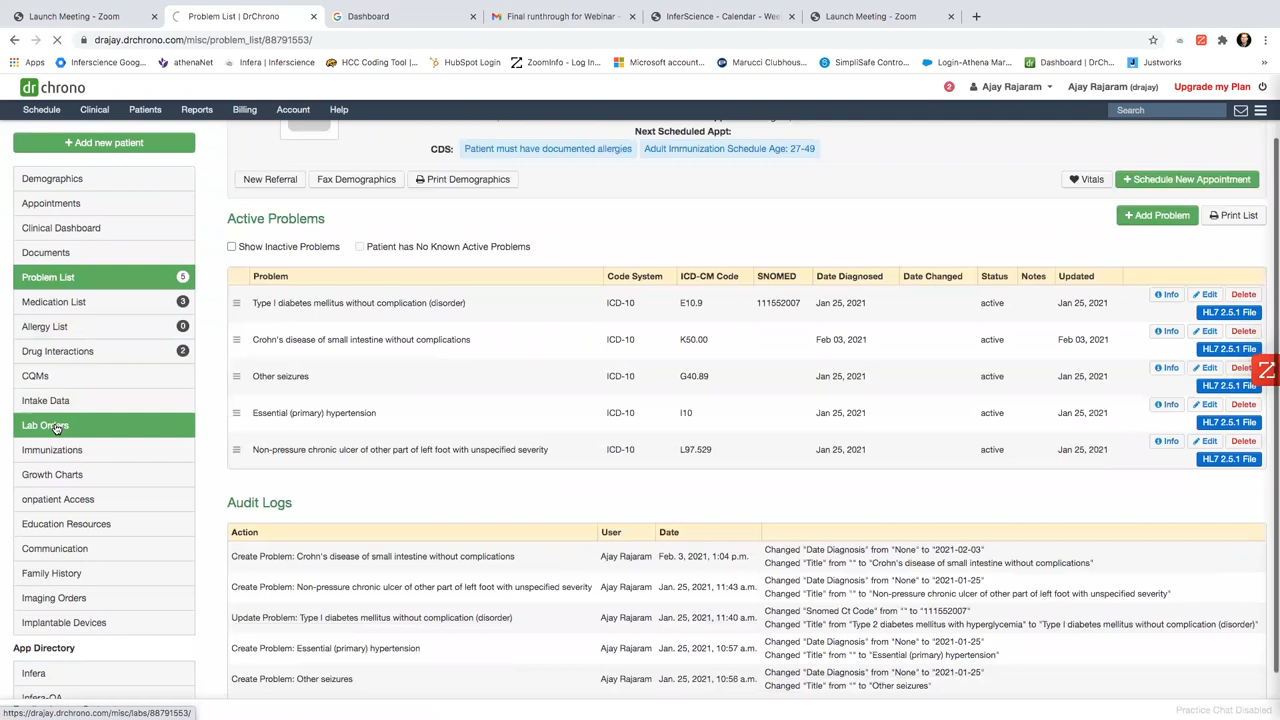 Launch Meeting - Zoom
Problem List | DrChrono
Dashboard
Final runthrough for Webinar -
InferScience - Calendar - Wee
Launch Meeting - Zoom
drajay.drchrono.com/misc/problem_list/88791553/
Apps
Inferscience Goog...
athenaNet
Infera | Inferscience
HCC Coding Tool |...
HubSpot Login
ZoomInfo - Log In...
Microsoft account...
Marucci Clubhous...
SimpliSafe Contro...
Login-Athena Mar...
Dashboard | DrCh...
Justworks
dr chrono
2
Ajay Rajaram
Ajay Rajaram (drajay)
Upgrade my Plan
Schedule
Clinical
Patients
Reports
Billing
Account
Help
Search
+ Add new patient
Demographics
Appointments
Clinical Dashboard
Documents
Problem List 5
Medication List 3
Allergy List 0
Drug Interactions 2
CQMs
Intake Data
Lab Orders
Immunizations
Growth Charts
onpatient Access
Education Resources
Communication
Family History
Imaging Orders
Implantable Devices
App Directory
Infera
Infera-QA
Next Scheduled Appt:
CDS: Patient must have documented allergies Adult Immunization Schedule Age: 27-49
New Referral Fax Demographics Print Demographics Vitals + Schedule New Appointment
Active Problems
+ Add Problem Print List
Show Inactive Problems Patient has No Known Active Problems
Problem Code System ICD-CM Code SNOMED Date Diagnosed Date Changed Status Notes Updated
Type I diabetes mellitus without complication (disorder) ICD-10 E10.9 111552007 Jan 25, 2021 active Jan 25, 2021 Info Edit Delete
HL7 2.5.1 File
Crohn's disease of small intestine without complications ICD-10 K50.00 Feb 03, 2021 active Feb 03, 2021 Info Edit Delete
HL7 2.5.1 File
Other seizures ICD-10 G40.89 Jan 25, 2021 active Jan 25, 2021 Info Edit Delete
HL7 2.5.1 File
Essential (primary) hypertension ICD-10 I10 Jan 25, 2021 active Jan 25, 2021 Info Edit Delete
HL7 2.5.1 File
Non-pressure chronic ulcer of other part of left foot with unspecified severity ICD-10 L97.529 Jan 25, 2021 active Jan 25, 2021 Info Edit Delete
HL7 2.5.1 File
Audit Logs
Action User Date
Create Problem: Crohn's disease of small intestine without complications Ajay Rajaram Feb. 3, 2021, 1:04 p.m. Changed "Date Diagnosis" from "None" to "2021-02-03"
Changed "Title" from "" to "Crohn's disease of small intestine without complications"
Create Problem: Non-pressure chronic ulcer of other part of left foot with unspecified severity Ajay Rajaram Jan. 25, 2021, 11:43 a.m. Changed "Date Diagnosis" from "None" to "2021-01-25"
Changed "Title" from "" to "Non-pressure chronic ulcer of other part of left foot with unspecified severity"
Update Problem: Type I diabetes mellitus without complication (disorder) Ajay Rajaram Jan. 25, 2021, 11:40 a.m. Changed "Snomed Ct Code" from "" to "111552007"
Changed "Title" from "Type 2 diabetes mellitus with hyperglycemia" to "Type I diabetes mellitus without complication (disorder)"
Create Problem: Essential (primary) hypertension Ajay Rajaram Jan. 25, 2021, 10:57 a.m. Changed "Date Diagnosis" from "None" to "2021-01-25"
Changed "Title" from "" to "Essential (primary) hypertension"
Create Problem: Other seizures Ajay Rajaram Jan. 25, 2021, 10:56 a.m. Changed "Date Diagnosis" from "None" to "2021-01-25"
Changed "Title" from "" to "Other seizures"
https://drajay.drchrono.com/misc/labs/88791553/
Practice Chat Disabled